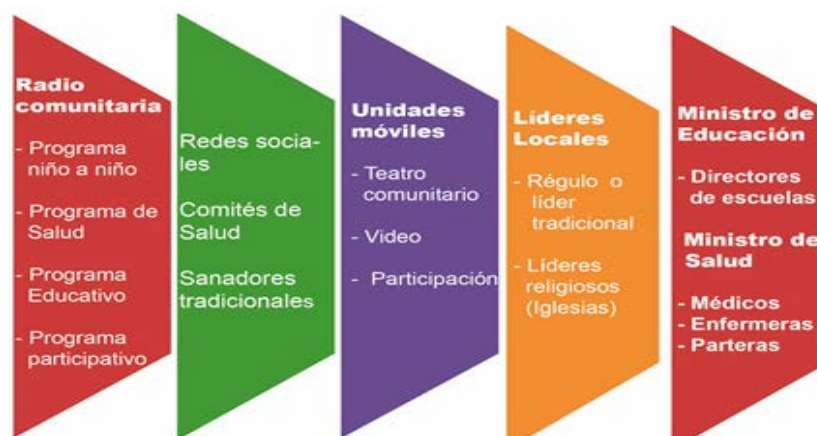 Radio
comunitaria
- Programa
niño a niño
- Programa de
Salud
- Programa
Educativo
- Programa
participativo
Redes socia-
les
Comités de
Salud
Sanadores
tradicionales
Unidades
móviles
- Teatro
comunitario
- Video
- Participación
Líderes
Locales
- Régulo o
líder
tradicional
- Líderes
religiosos
(Iglesias)
Ministro de
Educación
- Directores
de escuelas
Ministro de
Salud
- Médicos
- Enfermeras
- Parteras